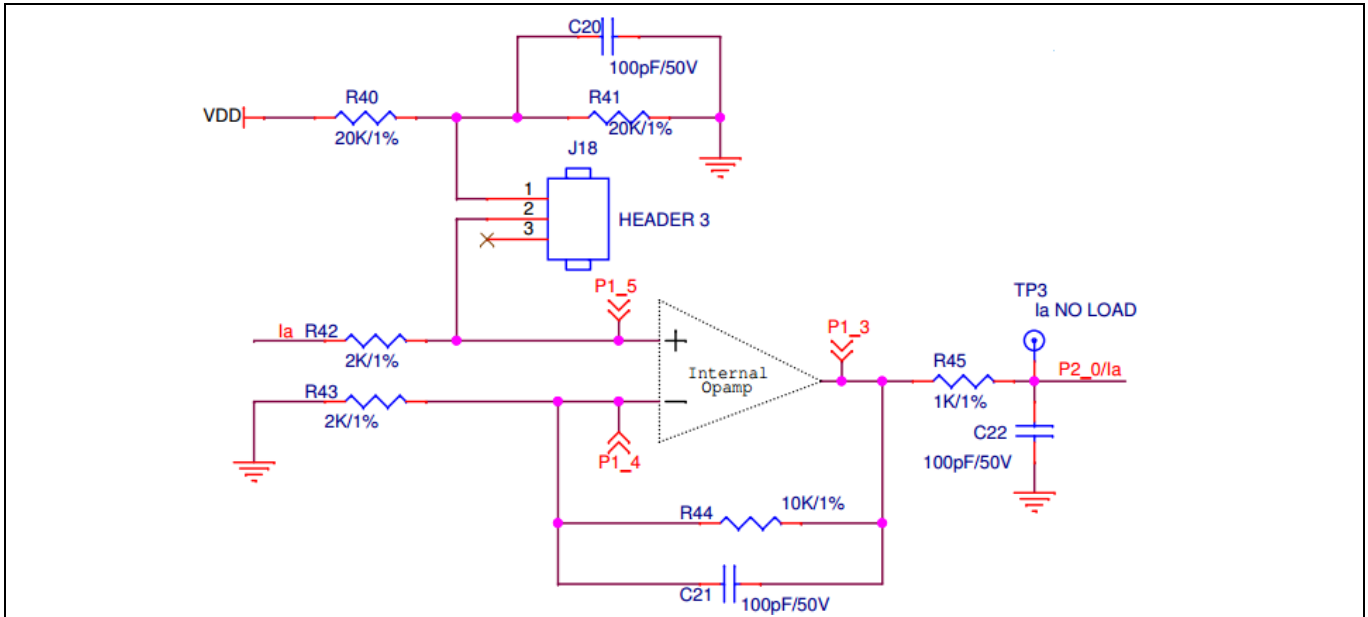 C20
100pF/50V
VDD
R40
20K/1%
R41
20K/1%
J18
1
2
3
HEADER 3
P1_5
Ia
R42
2K/1%
+
Internal
Opamp
P1_3
TP3
Ia NO LOAD
R45
1K/1%
P2_0/Ia
R43
2K/1%
-
P1_4
C22
100pF/50V
R44
10K/1%
C21
100pF/50V